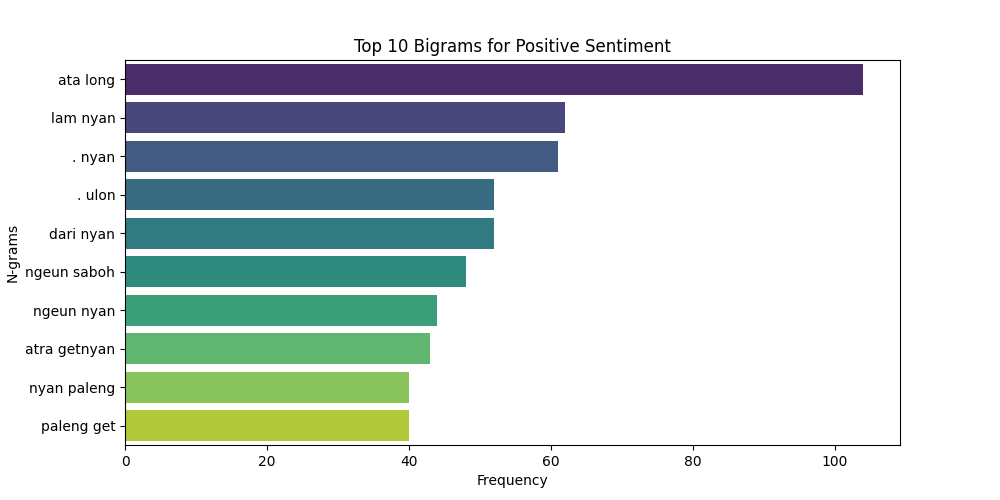 Top 10 Bigrams for Positive Sentiment
ata long
lam nyan
. nyan
. ulon
dari nyan
ngeun saboh
ngeun nyan
atra getnyan
nyan paleng
paleng get
N-grams
0 20 40 60 80 100
Frequency